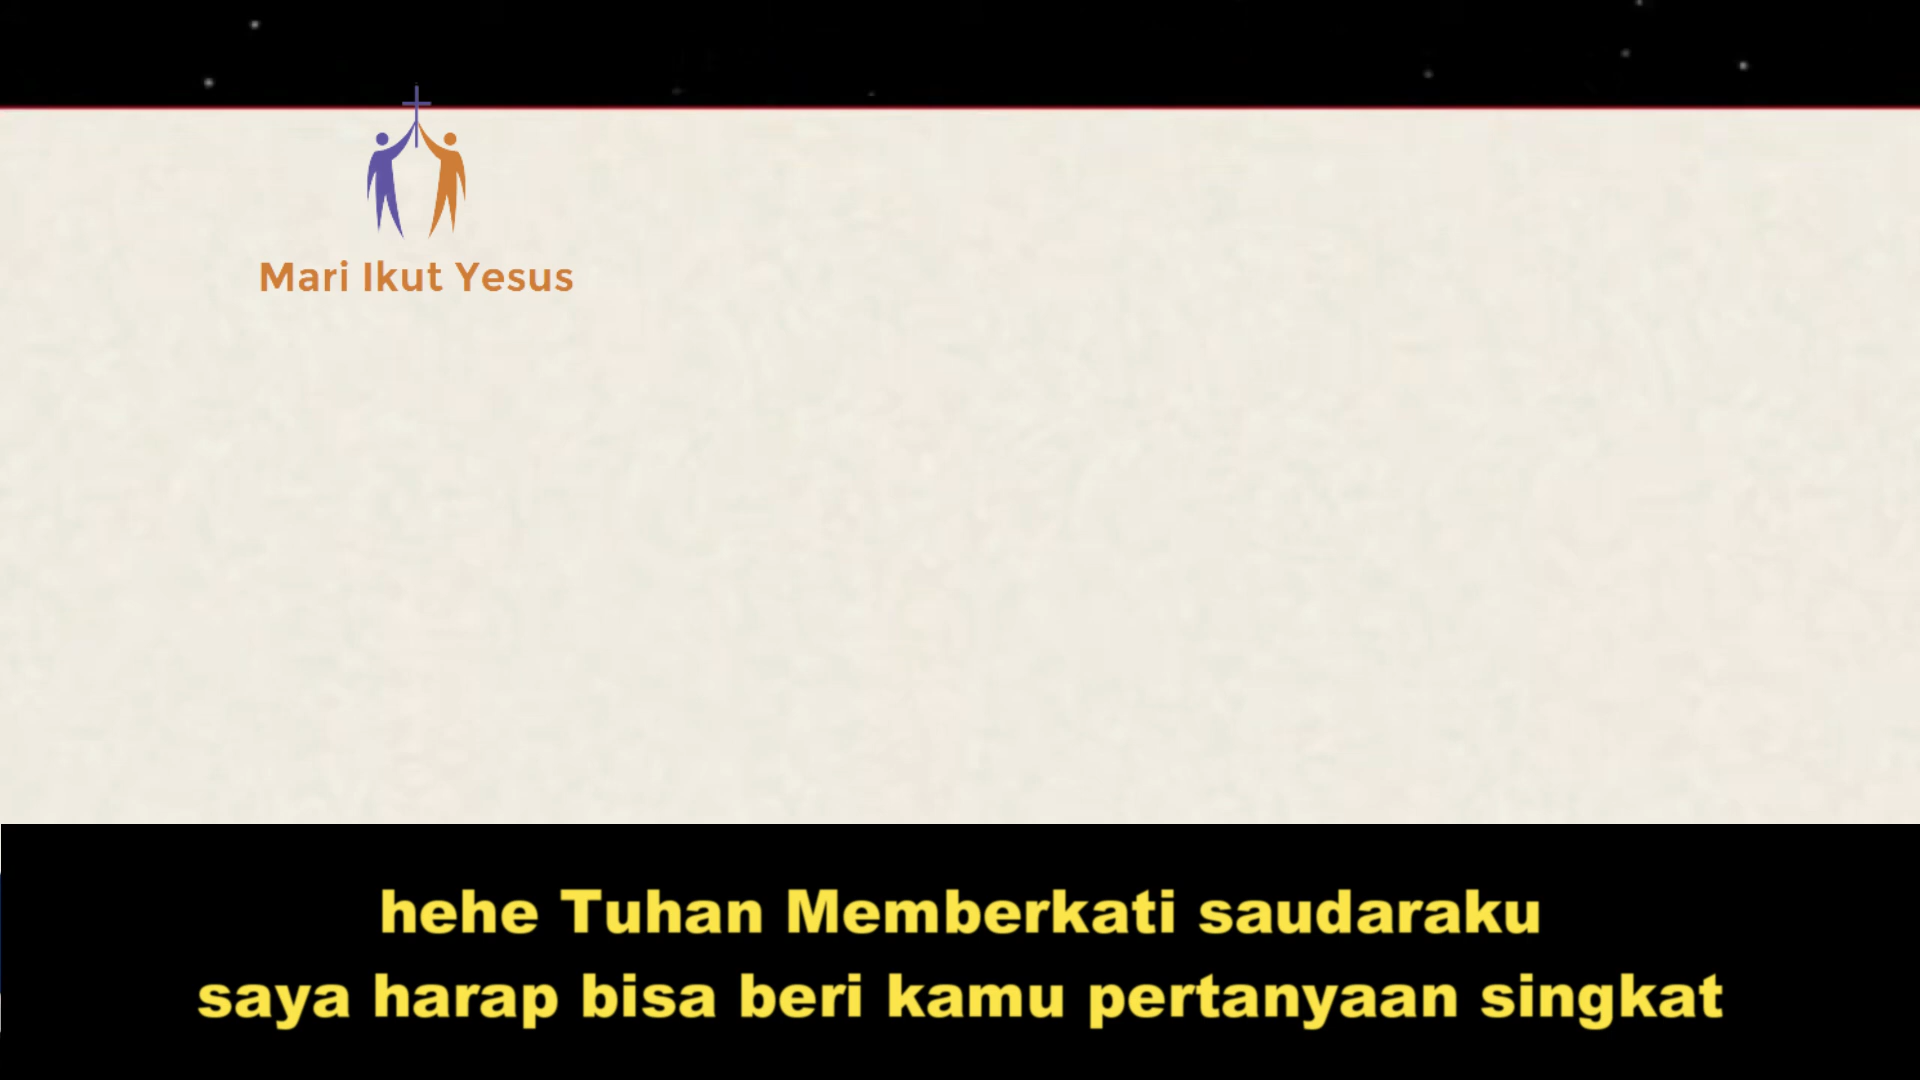 Mari Ikut Yesus
hehe Tuhan Memberkati saudaraku
saya harap bisa beri kamu pertanyaan singkat